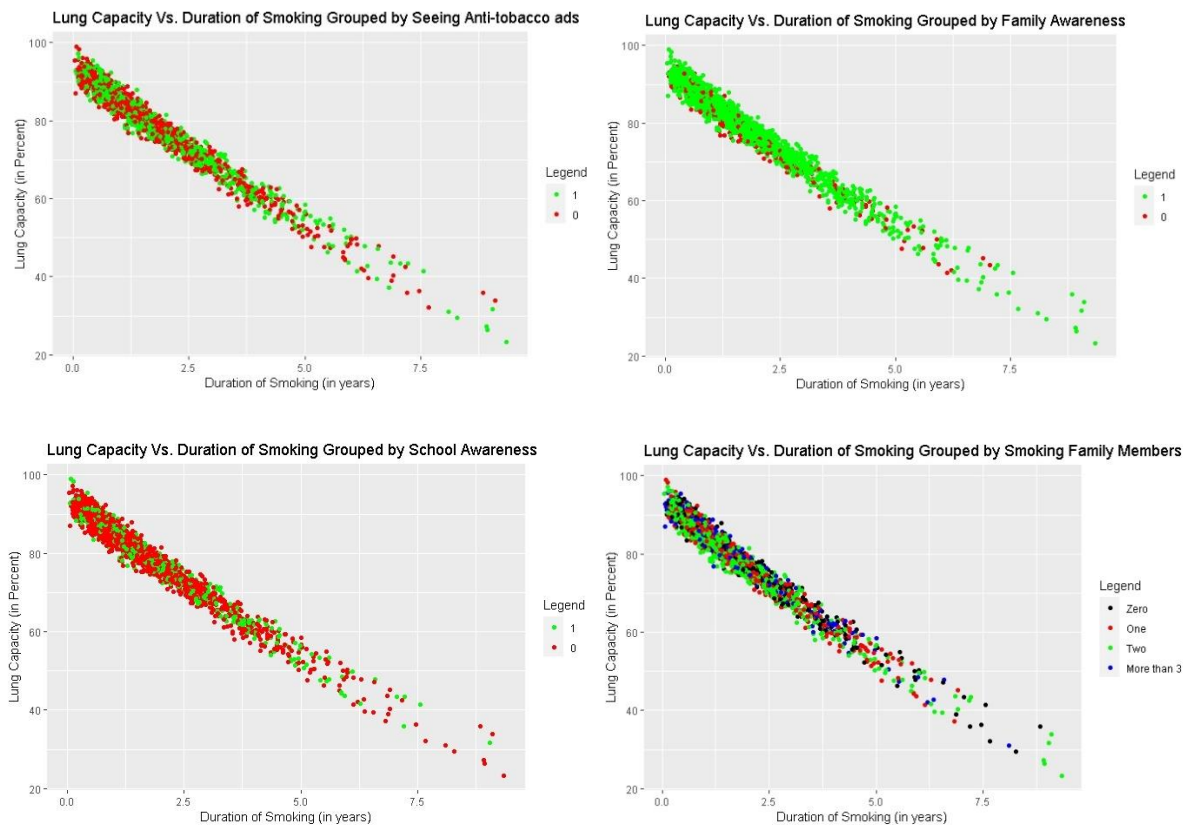 Lung Capacity Vs. Duration of Smoking Grouped by Seeing Anti-tobacco ads
Lung Capacity (in Percent)
100
80
60
40
20
0.0 2.5 5.0 7.5
Duration of Smoking (in years)
Legend
1
0
Lung Capacity Vs. Duration of Smoking Grouped by Family Awareness
Lung Capacity (in Percent)
100
80
60
40
20
0.0 2.5 5.0 7.5
Duration of Smoking (in years)
Legend
1
0
Lung Capacity Vs. Duration of Smoking Grouped by School Awareness
Lung Capacity (in Percent)
100
80
60
40
20
0.0 2.5 5.0 7.5
Duration of Smoking (in years)
Legend
1
0
Lung Capacity Vs. Duration of Smoking Grouped by Smoking Family Members
Lung Capacity (in Percent)
100
80
60
40
20
0.0 2.5 5.0 7.5
Duration of Smoking (in years)
Legend
Zero
One
Two
More than 3